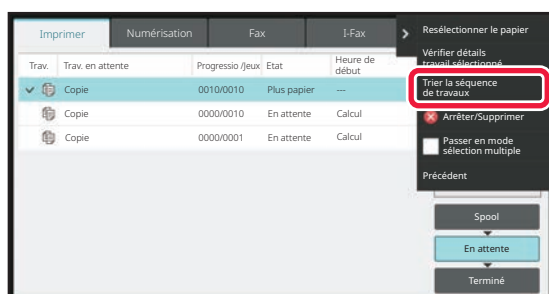 Imprimer
Numérisation
Fax
I-Fax
Trav.
Trav. en attente
Progressio /Jeux
Etat
Heure de
début
Copie
0010/0010
Plus papier
---
Copie
0000/0010
En attente
Calcul
Copie
0000/0001
En attente
Calcul
Resélectionner le papier
Vérifier détails
travail sélectionné
Trier la séquence
de travaux
Arrêter/Supprimer
Passer en mode
sélection multiple
Précédent
Spool
En attente
Terminé